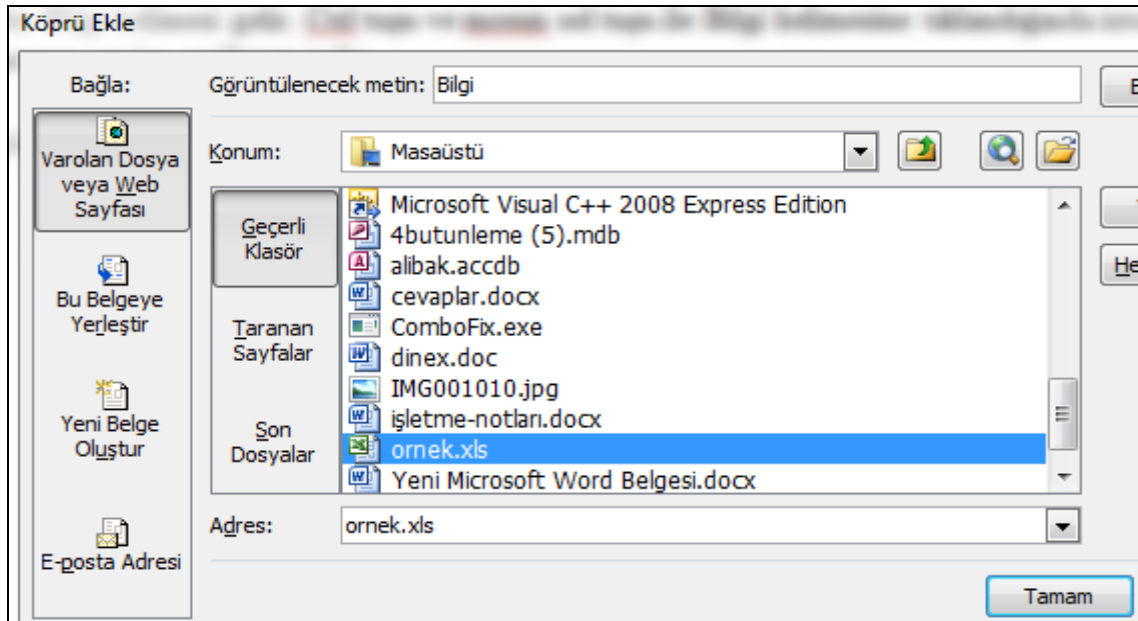 Köprü Ekle
Bağla:
Görüntülenecek metin: Bilgi
Varolan Dosya
veya Web
Sayfası
Bu Belgeye
Yerleştir
Yeni Belge
Oluştur
E-posta Adresi
Konum: Masaüstü
Geçerli
Klasör
Taranan
Sayfalar
Son
Dosyalar
Microsoft Visual C++ 2008 Express Edition
4butunleme (5).mdb
alibak.accdb
cevaplar.docx
ComboFix.exe
dinex.doc
IMG001010.jpg
işletme-notları.docx
ornek.xls
Yeni Microsoft Word Belgesi.docx
Adres: ornek.xls
He
Tamam